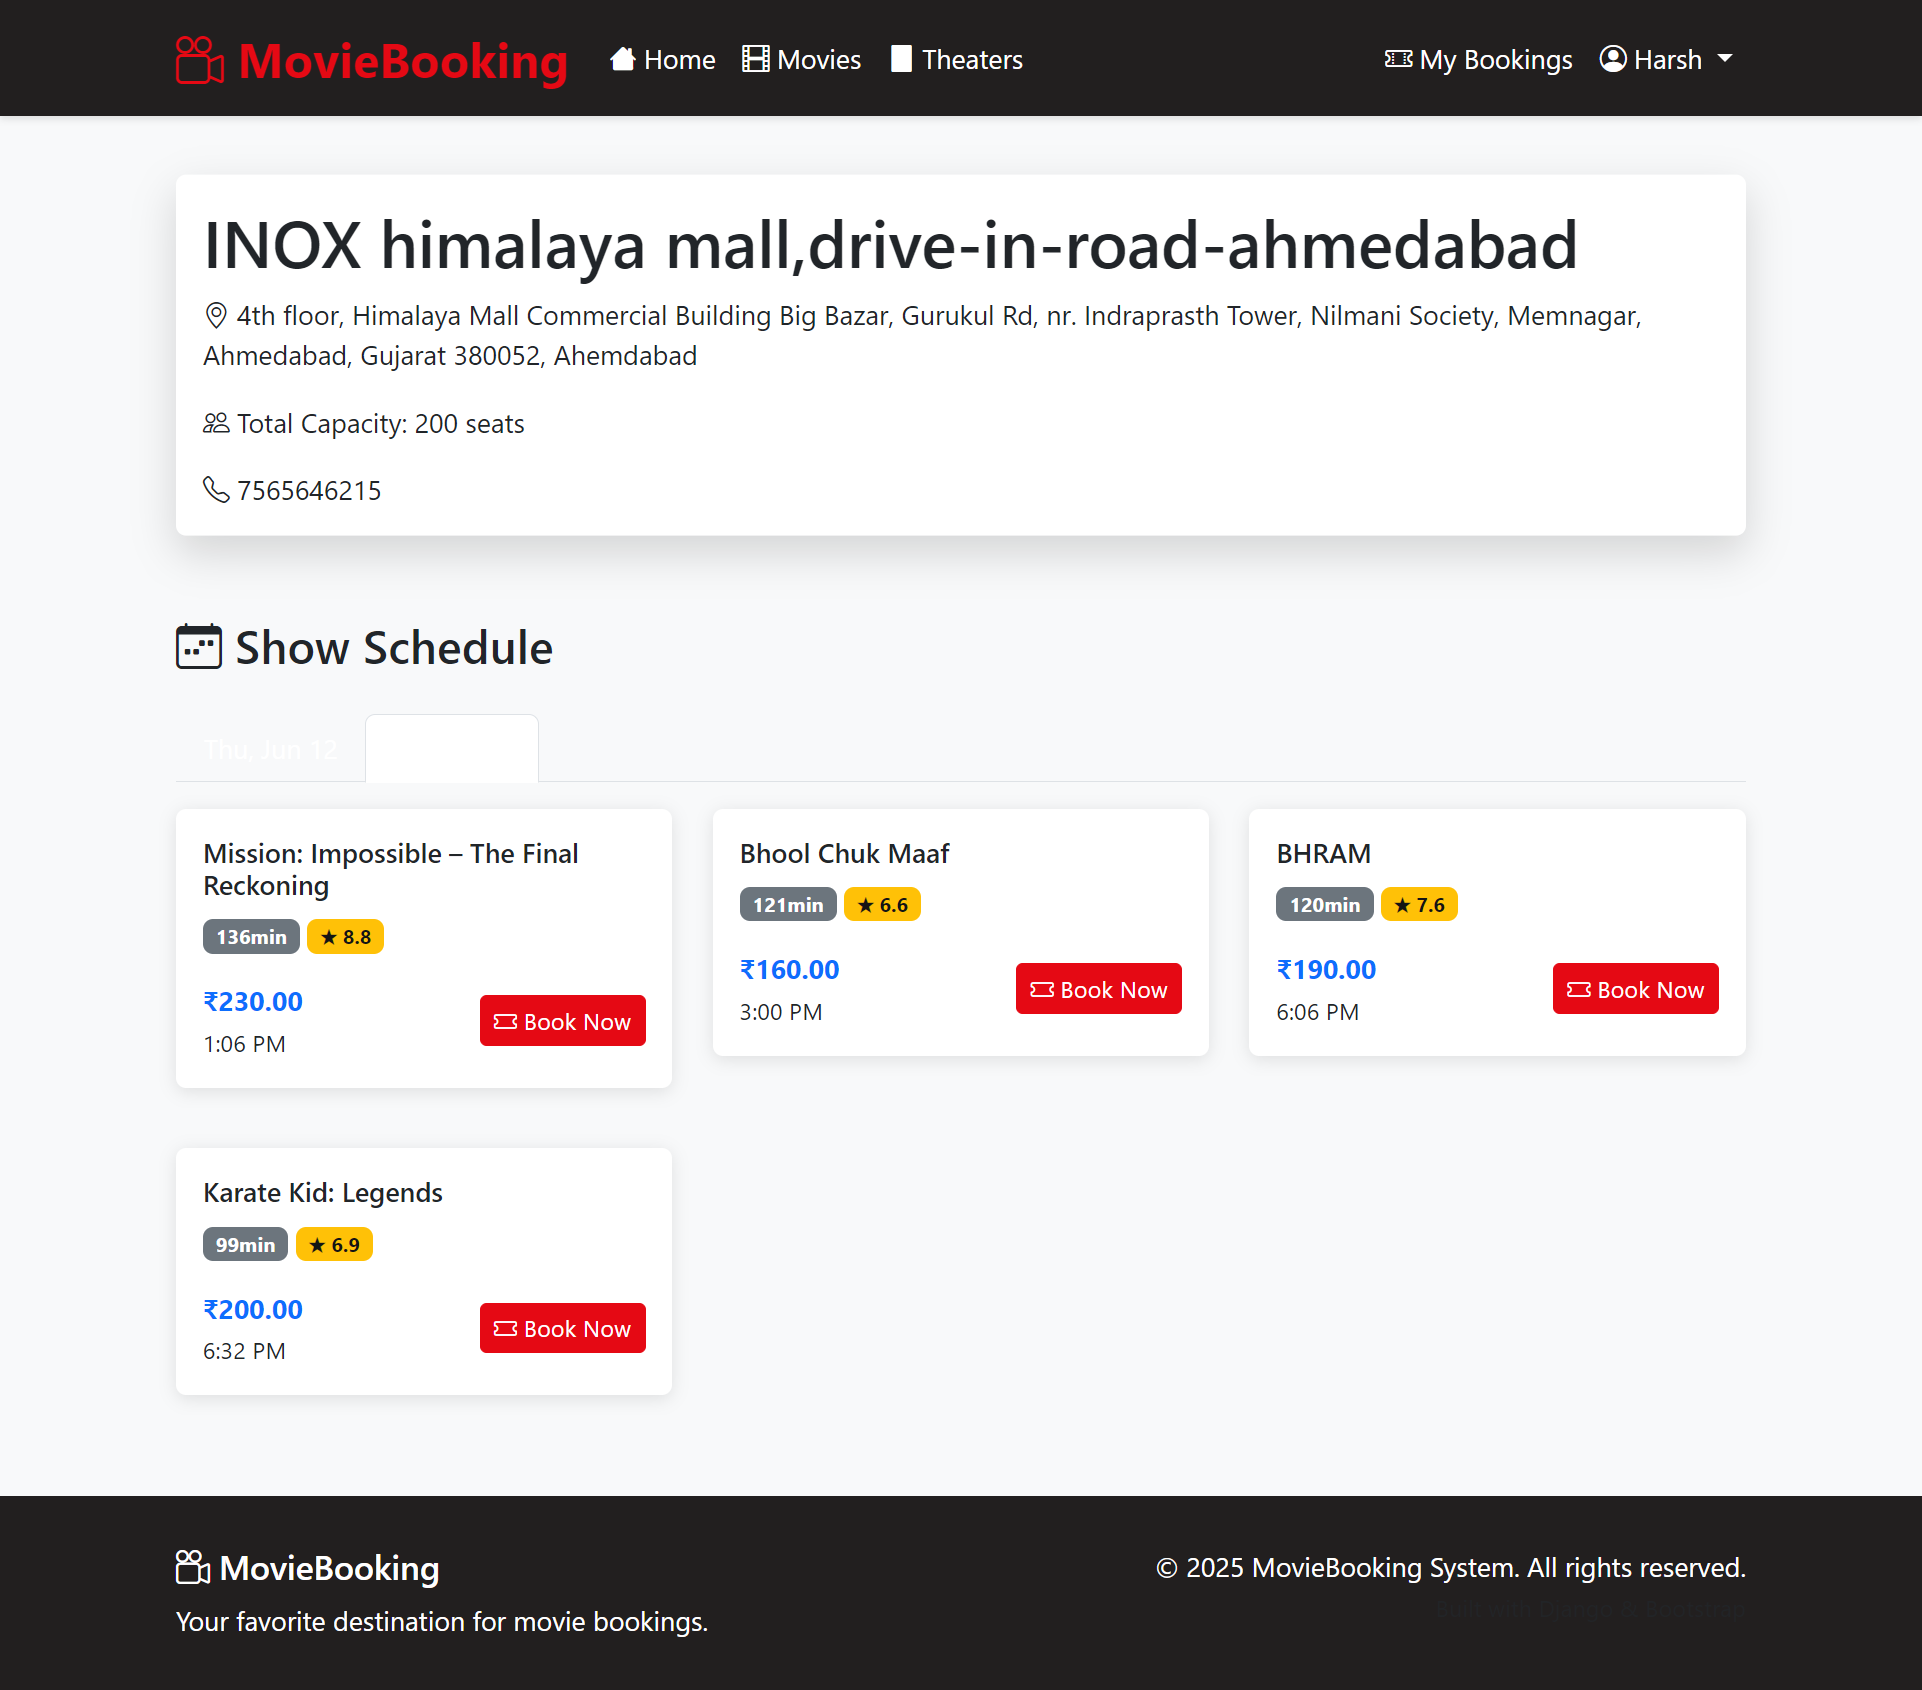 MovieBooking Home Movies Theaters My Bookings Harsh
INOX himalaya mall,drive-in-road-ahmedabad
4th floor, Himalaya Mall Commercial Building Big Bazar, Gurukul Rd, nr. Indraprasth Tower, Nilmani Society, Memnagar,
Ahmedabad, Gujarat 380052, Ahemdabad
Total Capacity: 200 seats
7565646215
Show Schedule
Thu, Jun 12
Mission: Impossible – The Final
Reckoning
136min ★ 8.8
₹230.00
1:06 PM
Book Now
Bhool Chuk Maaf
121min ★ 6.6
₹160.00
3:00 PM
Book Now
BHRAM
120min ★ 7.6
₹190.00
6:06 PM
Book Now
Karate Kid: Legends
99min ★ 6.9
₹200.00
6:32 PM
Book Now
MovieBooking
Your favorite destination for movie bookings.
© 2025 MovieBooking System. All rights reserved.
Built with Django & Bootstrap